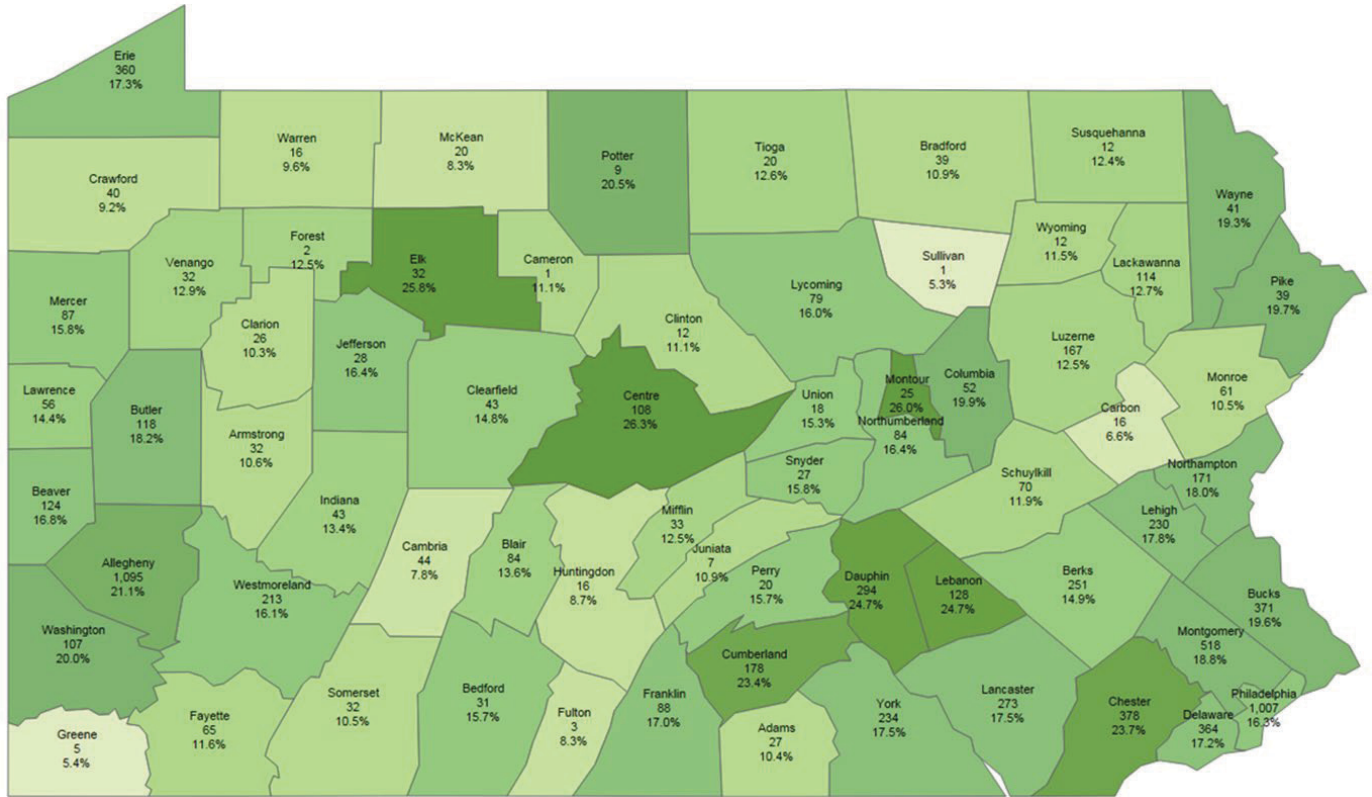 Erie
360
17.3%
Warren
16
9.6%
McKean
20
8.3%
Potter
9
20.5%
Tioga
20
12.6%
Bradford
39
10.9%
Susquehanna
12
12.4%
Crawford
40
9.2%
Wayne
41
19.3%
Forest
2
12.5%
Wyoming
12
11.5%
Venango
32
12.9%
Elk
32
25.8%
Cameron
1
11.1%
Sullivan
1
5.3%
Lackawanna
114
12.7%
Mercer
87
15.8%
Lycoming
79
16.0%
Pike
39
19.7%
Clarion
26
10.3%
Jefferson
28
16.4%
Clinton
12
11.1%
Luzerne
167
12.5%
Lawrence
56
14.4%
Butler
118
18.2%
Clearfield
43
14.8%
Centre
108
26.3%
Union
18
15.3%
Montour
25
26.0%
Columbia
52
19.9%
Monroe
61
10.5%
Carbon
16
6.6%
Northumberland
84
16.4%
Armstrong
32
10.6%
Snyder
27
15.8%
Schuylkill
70
11.9%
Northampton
171
18.0%
Beaver
124
16.8%
Indiana
43
13.4%
Mifflin
33
12.5%
Lehigh
230
17.8%
Cambria
44
7.8%
Blair
84
13.6%
Juniata
7
10.9%
Allegheny
1,095
21.1%
Westmoreland
213
16.1%
Huntingdon
16
8.7%
Perry
20
15.7%
Dauphin
294
24.7%
Lebanon
128
24.7%
Berks
251
14.9%
Bucks
371
19.6%
Washington
107
20.0%
Montgomery
518
18.8%
Cumberland
178
23.4%
Somerset
32
10.5%
Bedford
31
15.7%
Franklin
88
17.0%
York
234
17.5%
Lancaster
273
17.5%
Chester
378
23.7%
Philadelphia
1,007
16.3%
Fayette
65
11.6%
Fulton
3
8.3%
Adams
27
10.4%
Delaware
364
17.2%
Greene
5
5.4%